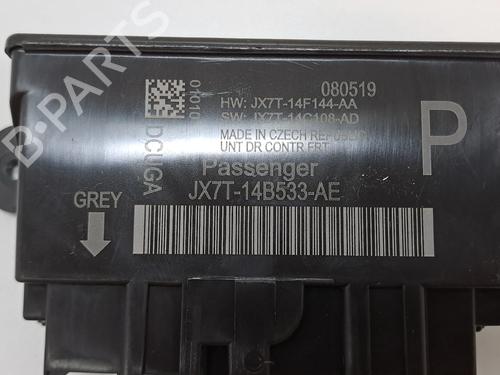 080519
HW: JX7T-14F144-AA
SW: JX7T-14C108-AD
MADE IN CZECH REPUBLIC
UNT DR CONTR FRT
01010
DCUGA
Passenger
P
JX7T-14B533-AE
GREY
B-PARTS